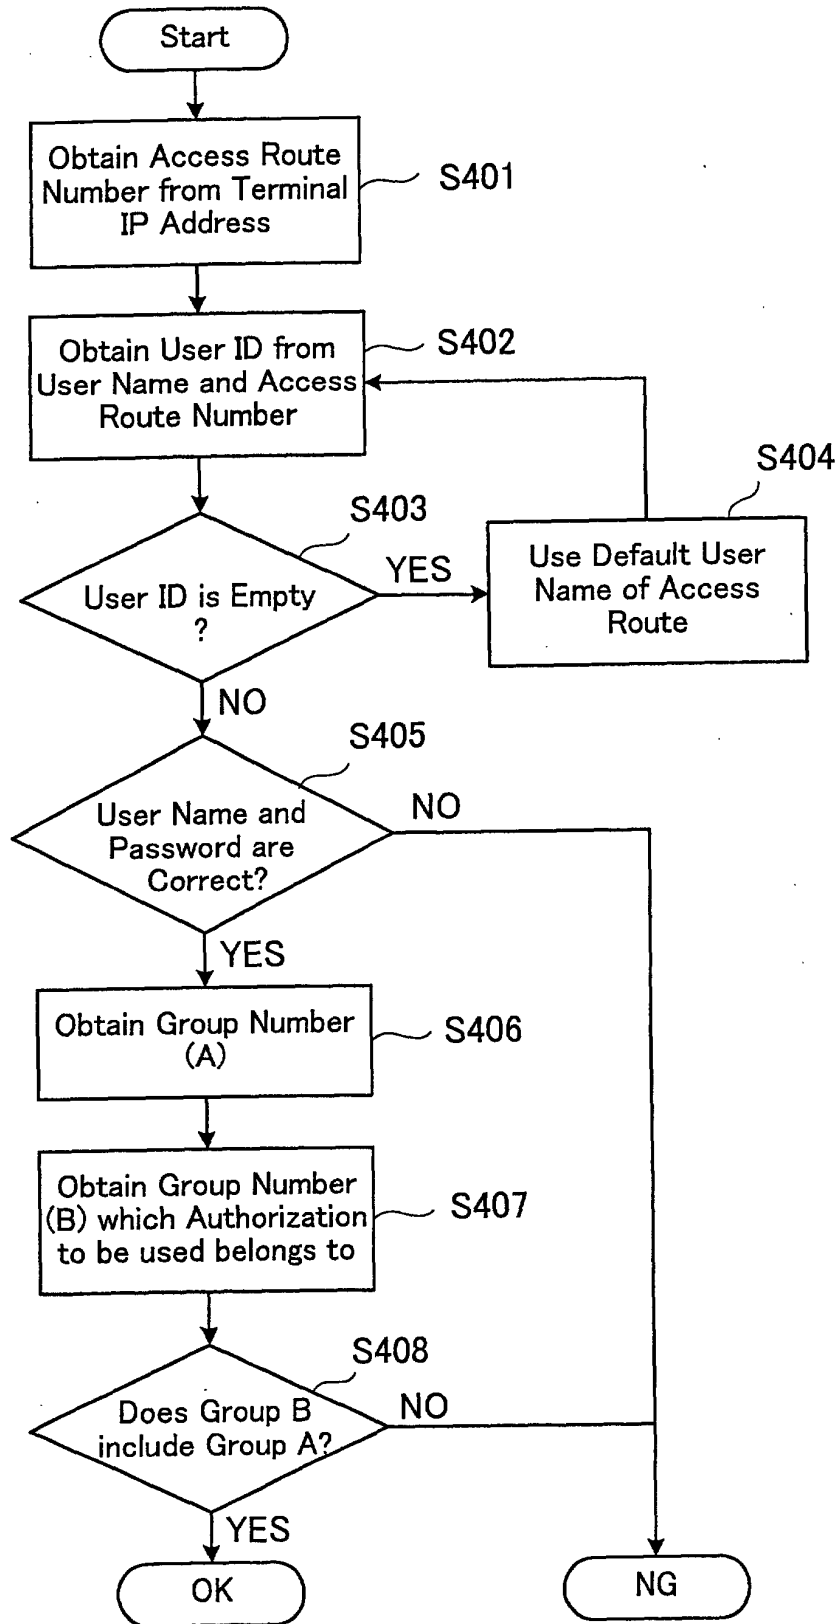 Start
Obtain Access Route
Number from Terminal
IP Address
S401
Obtain User ID from
User Name and Access
Route Number
S402
S404
Use Default User
Name of Access
Route
S403
User ID is Empty
?
YES
NO
S405
User Name and
Password are
Correct?
NO
YES
Obtain Group Number
(A)
S406
Obtain Group Number
(B) which Authorization
to be used belongs to
S407
S408
Does Group B
include Group A?
NO
YES
OK
NG